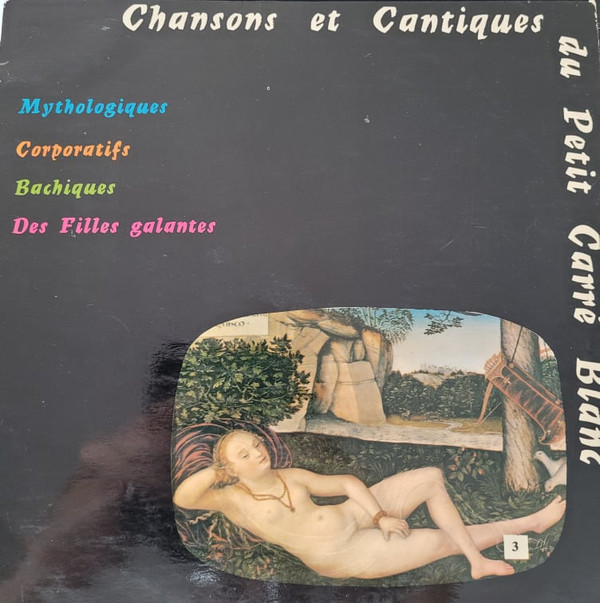 Chansons et Cantiques
du Petit Carré Blanc
Mythologiques
Corporatifs
Bachiques
Des Filles galantes
3